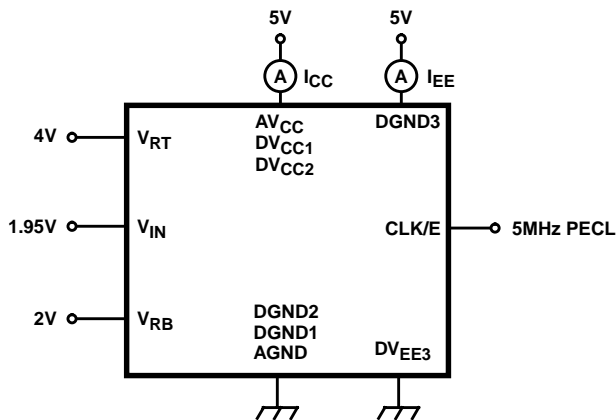 5V 5V
A ICC A IEE
AVCC DGND3
4V VRT DVCC1
DVCC2
1.95V VIN CLK/E 5MHz PECL
DGND2
2V VRB DGND1
AGND DVEE3